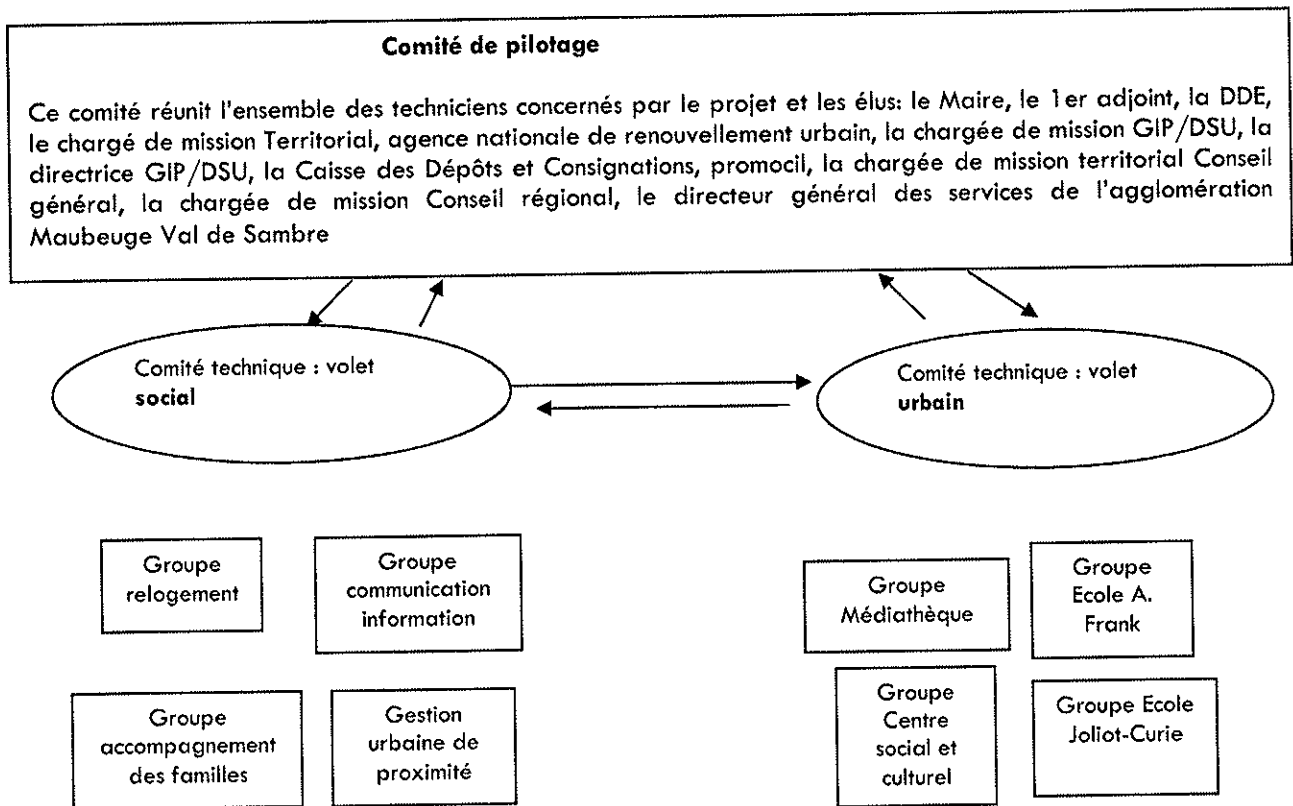 Comité de pilotage
Ce comité réunit l'ensemble des techniciens concernés par le projet et les élus: le Maire, le 1er adjoint, la DDE,
le chargé de mission Territorial, agence nationale de renouvellement urbain, la chargée de mission GIP/DSU, la
directrice GIP/DSU, la Caisse des Dépôts et Consignations, promocil, la chargée de mission territorial Conseil
général, la chargée de mission Conseil régional, le directeur général des services de l'agglomération
Maubeuge Val de Sambre
Comité technique : volet
social
Comité technique : volet
urbain
Groupe
relogement
Groupe
communication
information
Groupe
Médiathèque
Groupe
Ecole A.
Frank
Groupe
accompagnement
des familles
Gestion
urbaine de
proximité
Groupe
Centre
social et
culturel
Groupe Ecole
Joliot-Curie